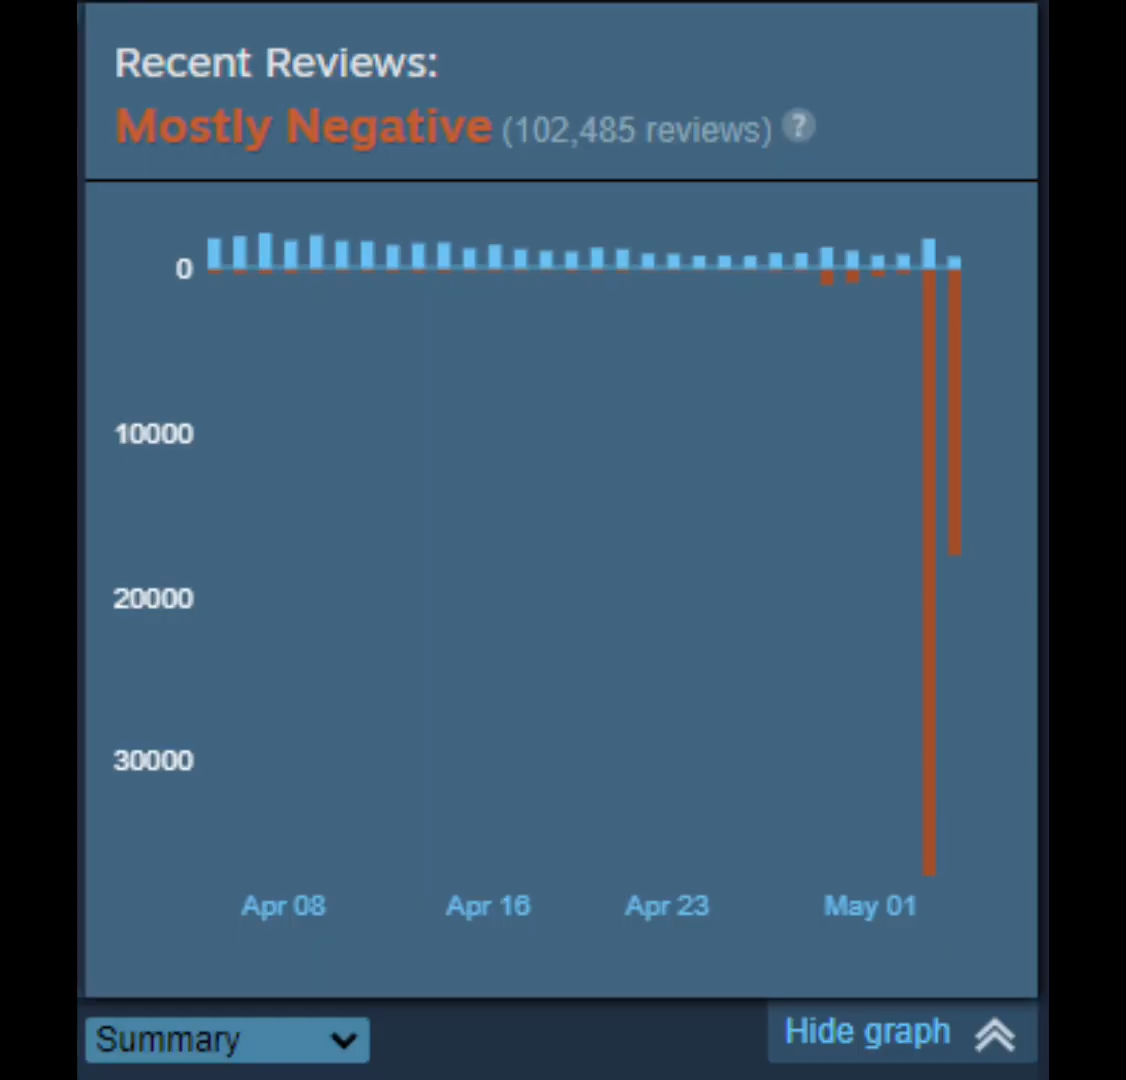 Recent Reviews:
Mostly Negative (102,485 reviews) ?
0
10000
20000
30000
Apr 08 Apr 16 Apr 23 May 01
Summary
Hide graph